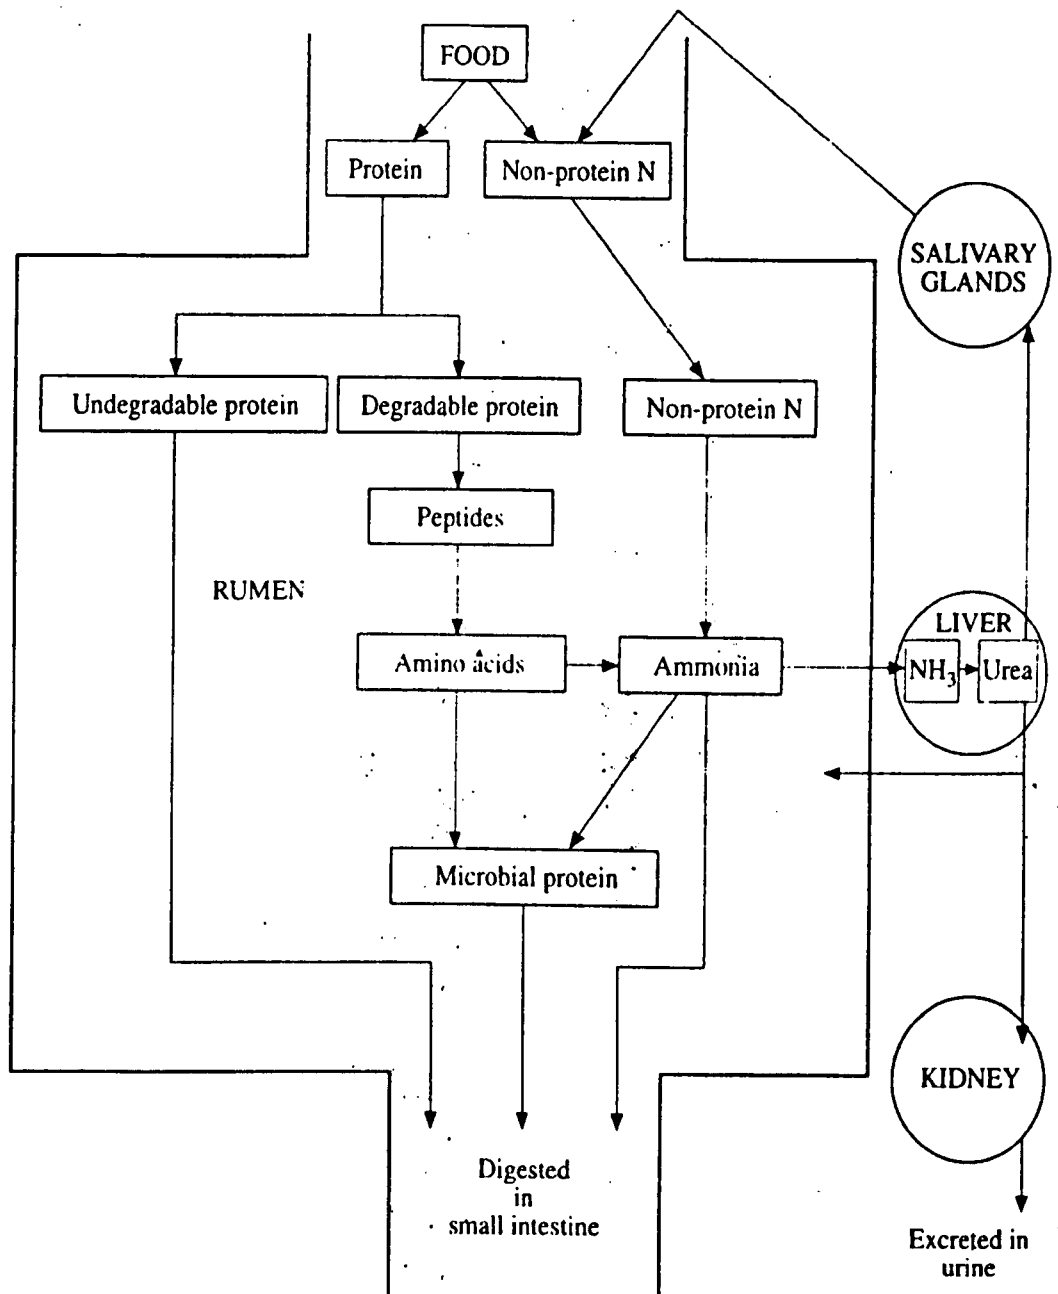 FOOD
Protein
Non-protein N
SALIVARY
GLANDS
Undegradable protein
Degradable protein
Non-protein N
Peptides
RUMEN
LIVER
Amino acids
Ammonia
NH₃
Urea
Microbial protein
KIDNEY
Digested
in
small intestine
Excreted in
urine